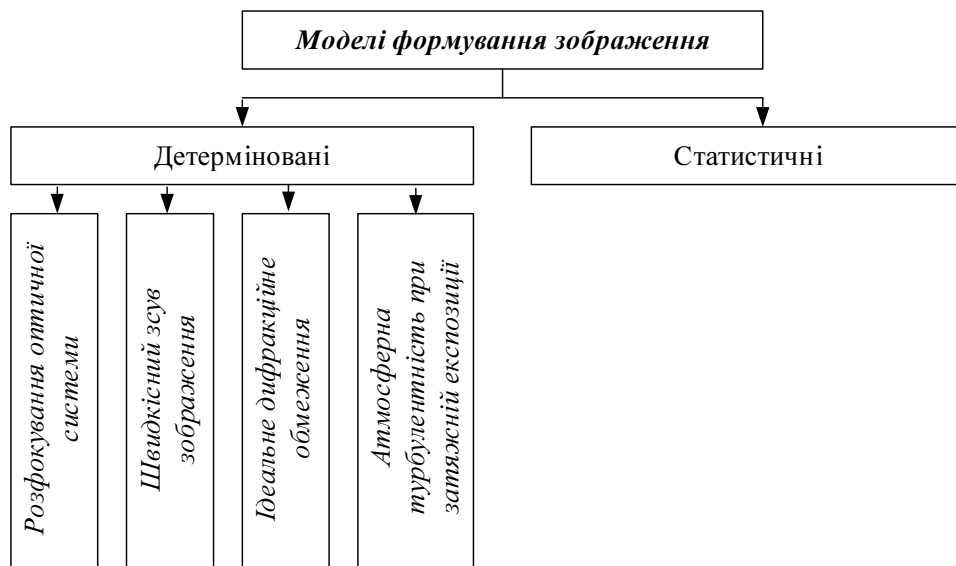 Моделі формування зображення
Детерміновані
Статистичні
Розфокування оптичної
системи
Швидкісний зсув
зображення
Ідеальне дифракційне
обмеження
Атмосферна
турбулентність при
затяжній експозиції